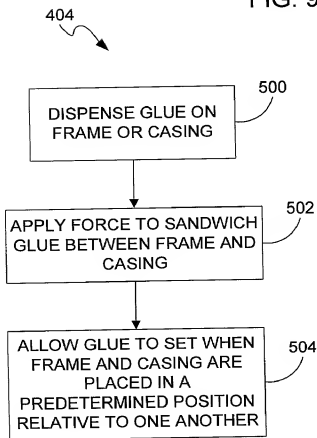 FIG. 9
404
500
DISPENSE GLUE ON
FRAME OR CASING
502
APPLY FORCE TO SANDWICH
GLUE BETWEEN FRAME AND
CASING
504
ALLOW GLUE TO SET WHEN
FRAME AND CASING ARE
PLACED IN A
PREDETERMINED POSITION
RELATIVE TO ONE ANOTHER